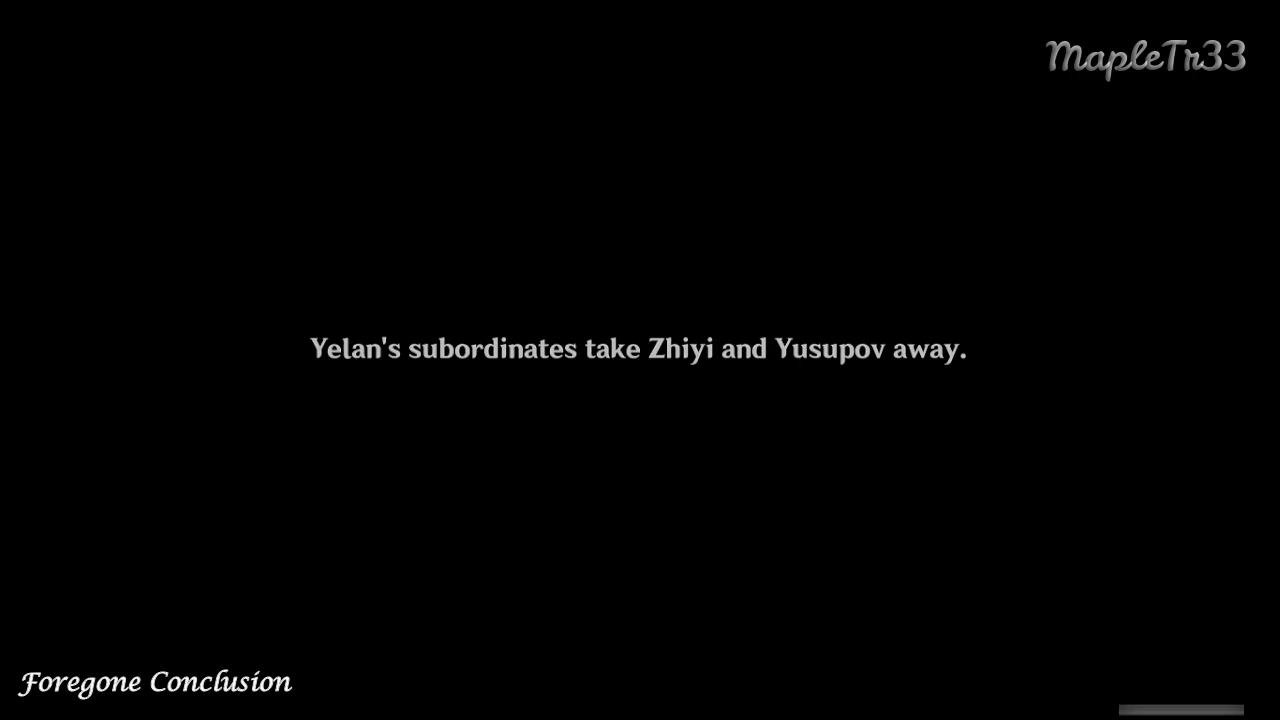 MapleTr33
Yelan's subordinates take Zhiyi and Yusupov away.
Foregone Conclusion